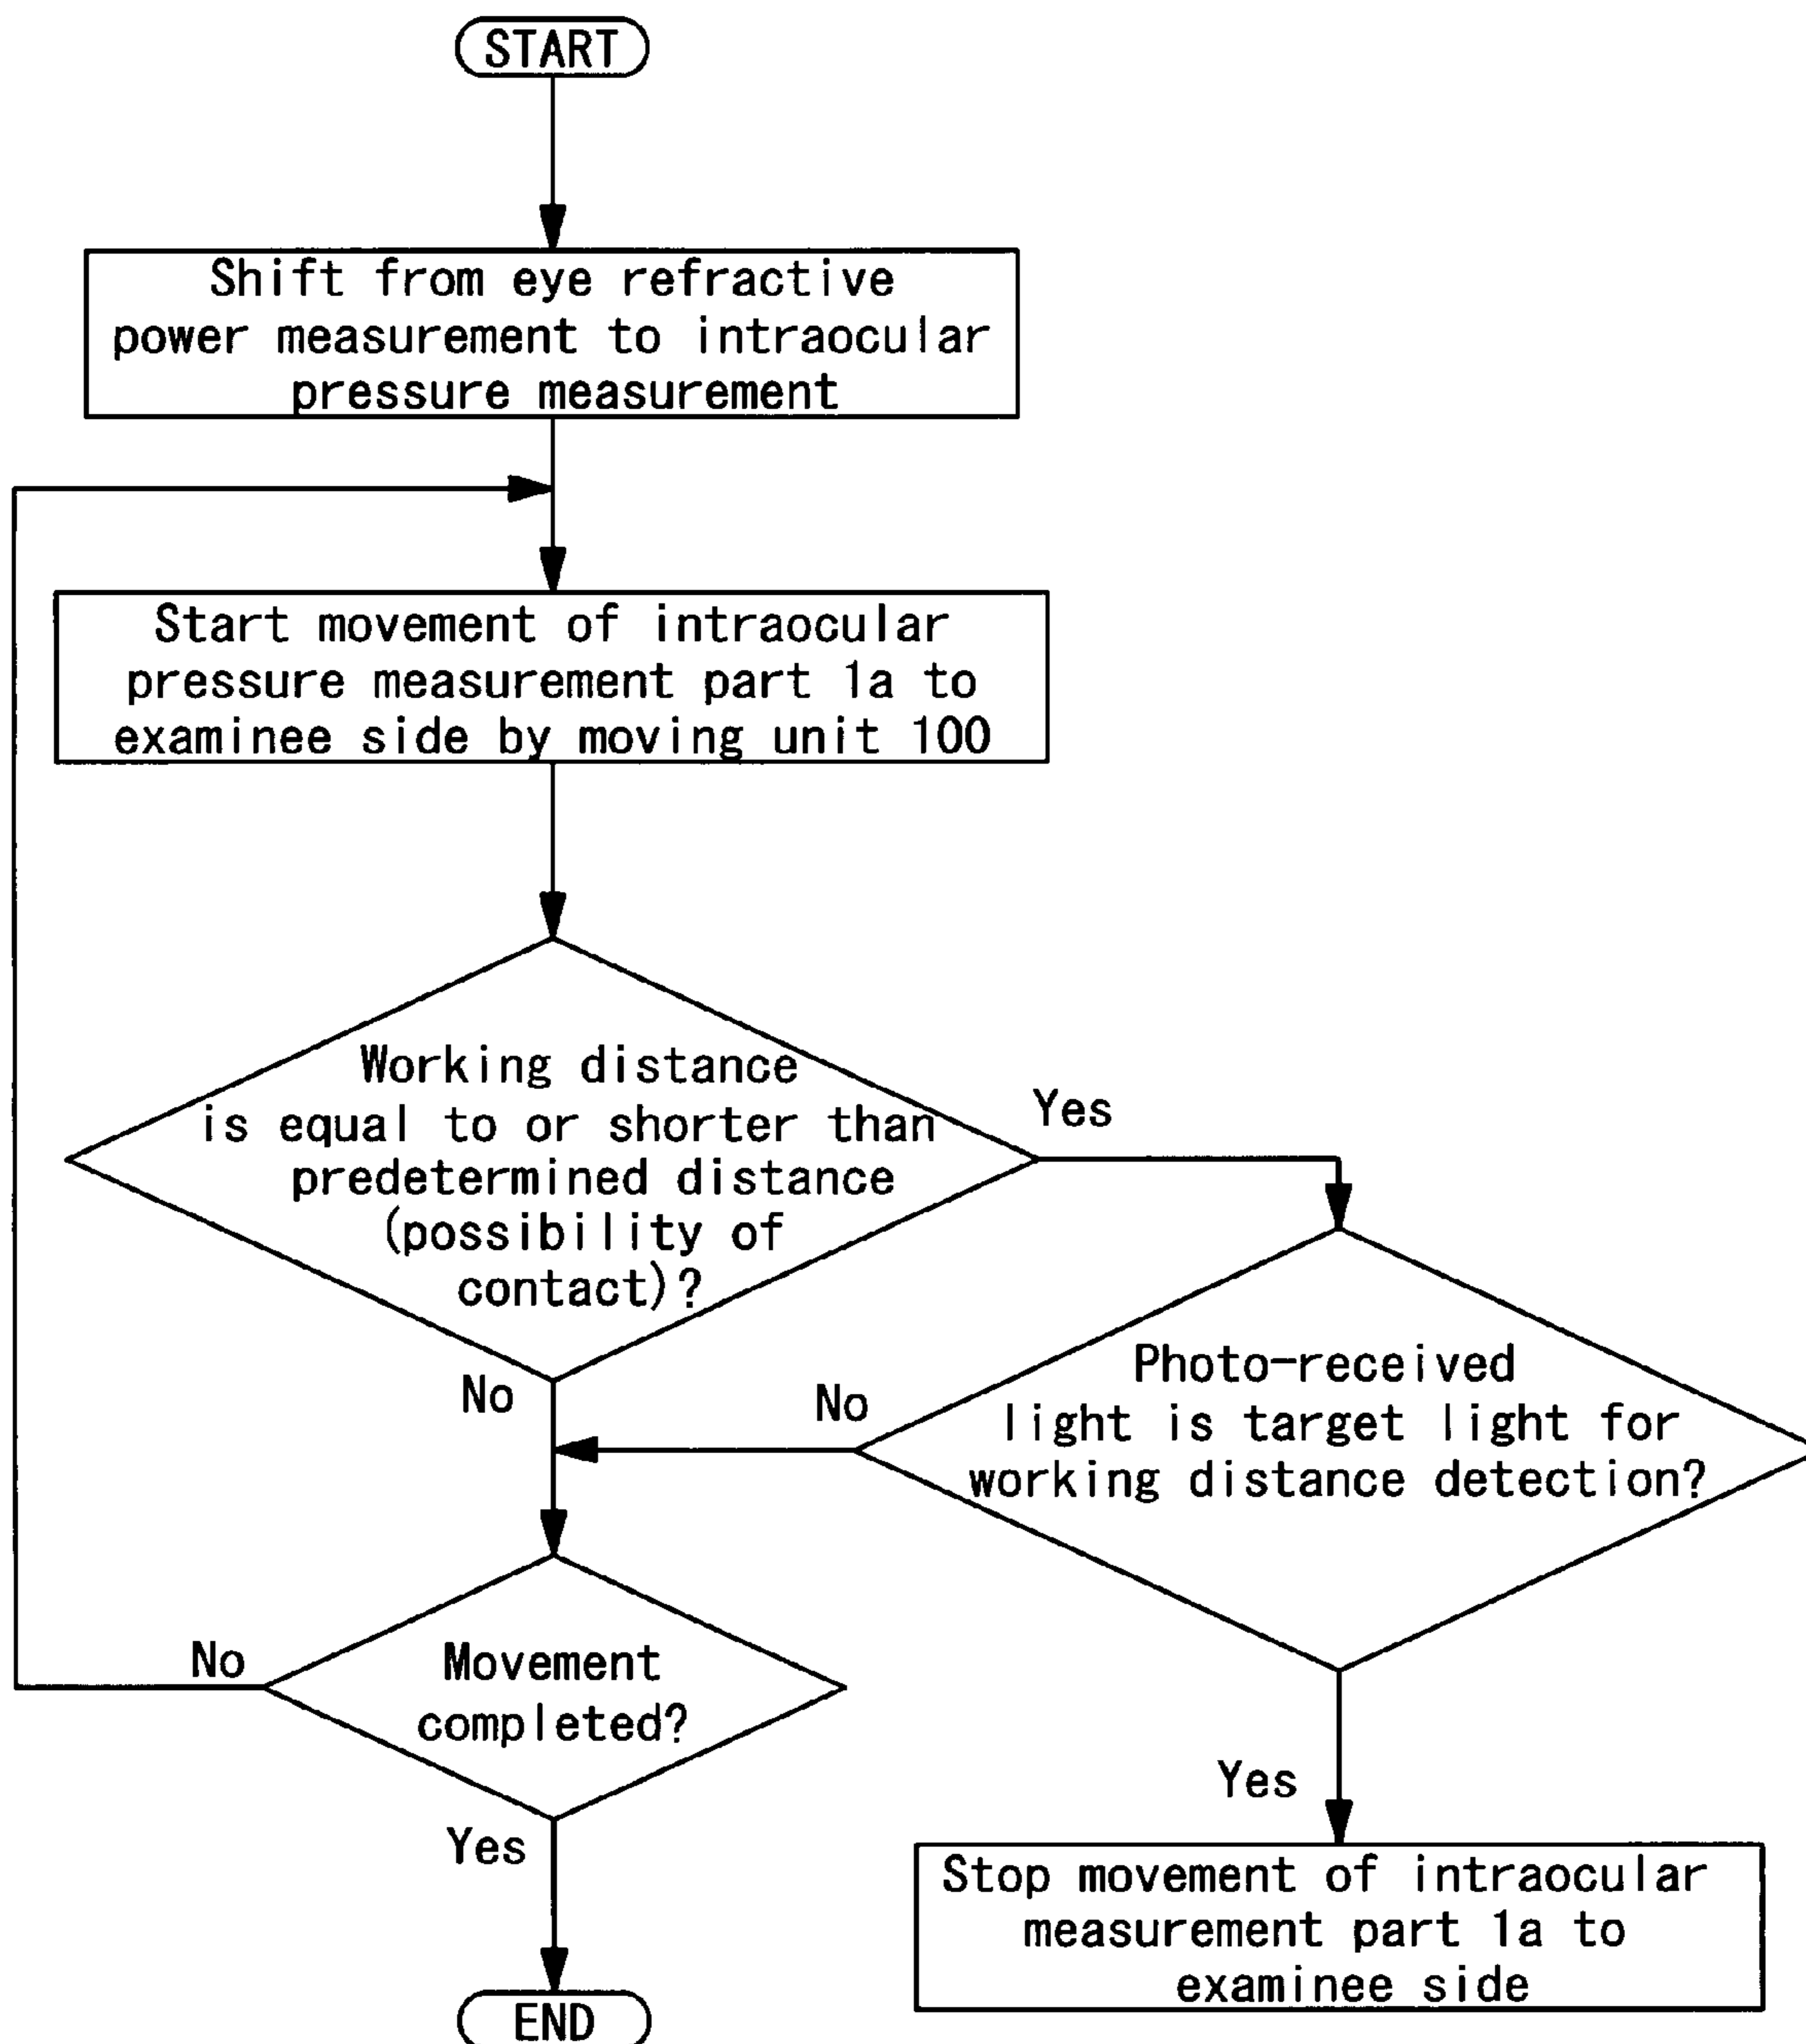 START
Shift from eye refractive
power measurement to intraocular
pressure measurement
Start movement of intraocular
pressure measurement part 1a to
examinee side by moving unit 100
Working distance
is equal to or shorter than
predetermined distance
(possibility of
contact)?
Yes
No
Photo-received
light is target light for
working distance detection?
No
Yes
Movement
completed?
No
Yes
Stop movement of intraocular
measurement part 1a to
examinee side
END